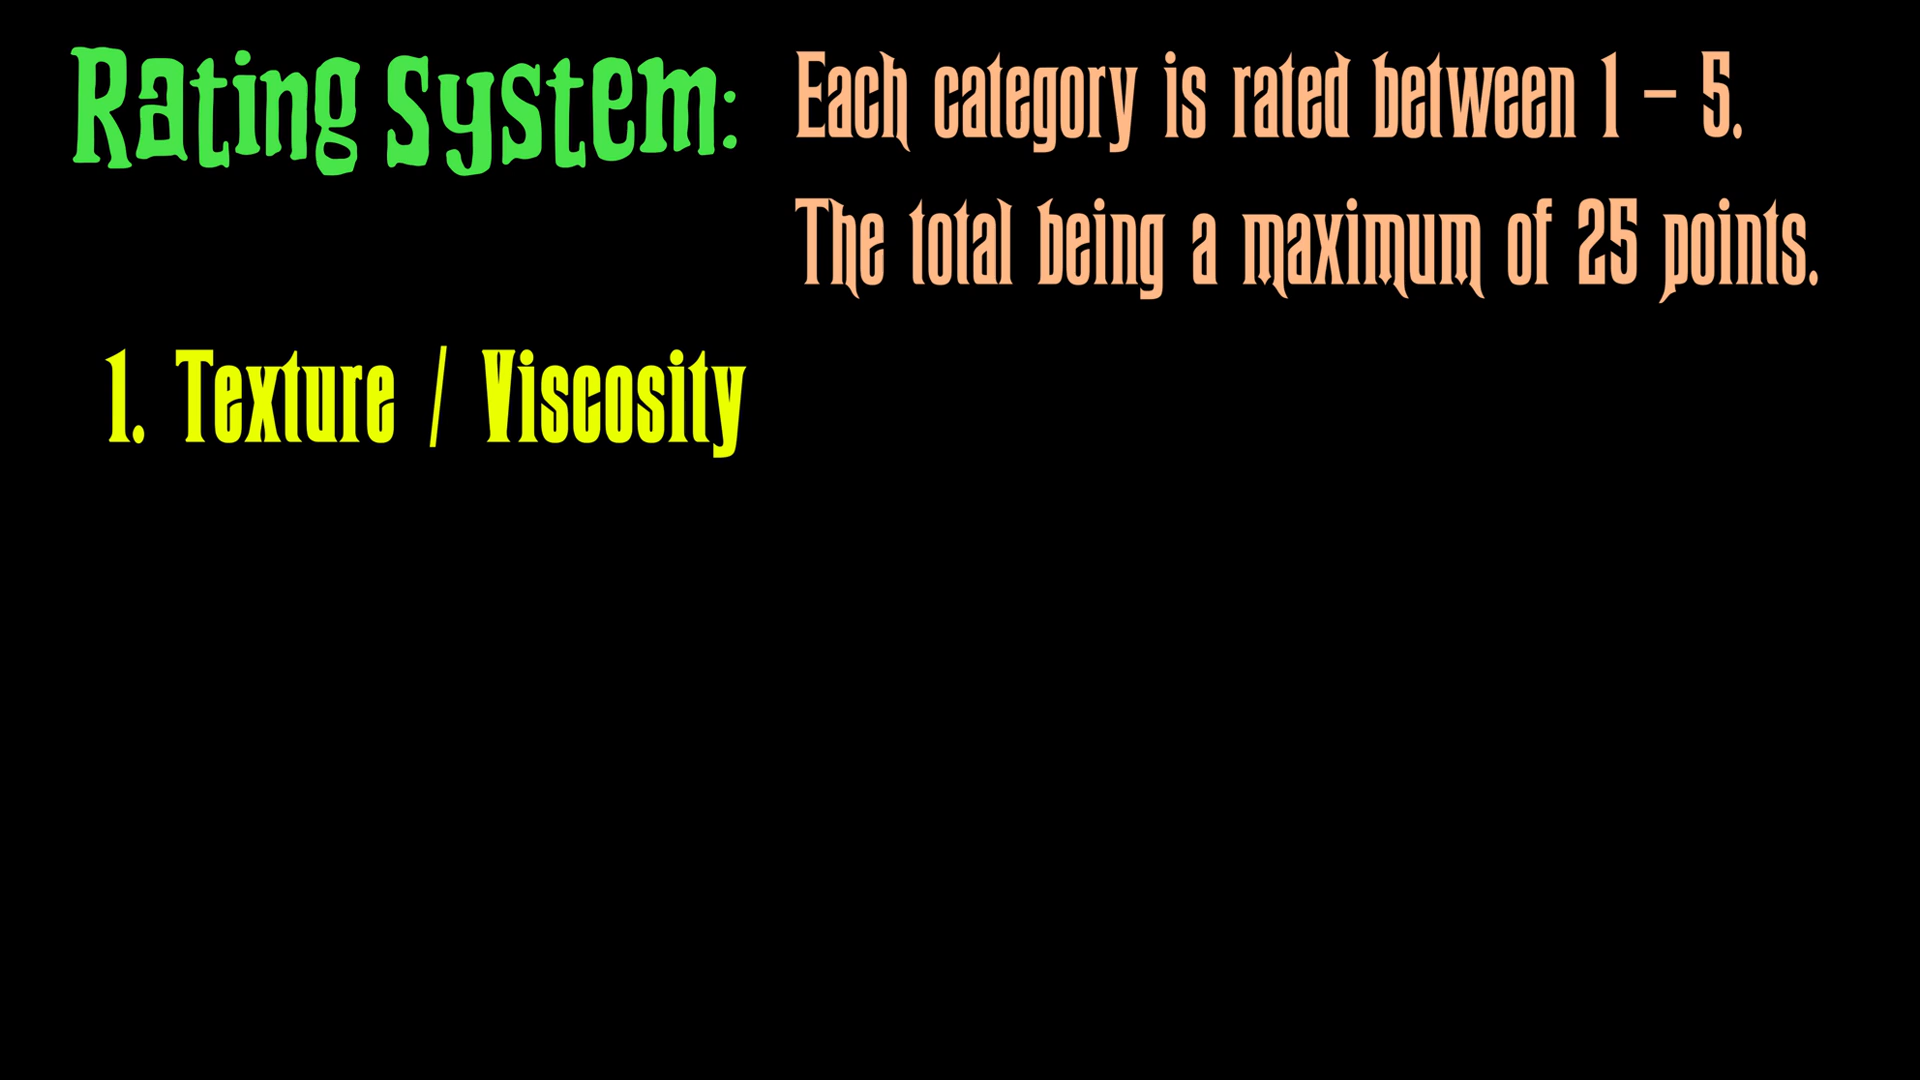 Rating System:
Each category is rated between 1 – 5.
The total being a maximum of 25 points.
1. Texture / Viscosity